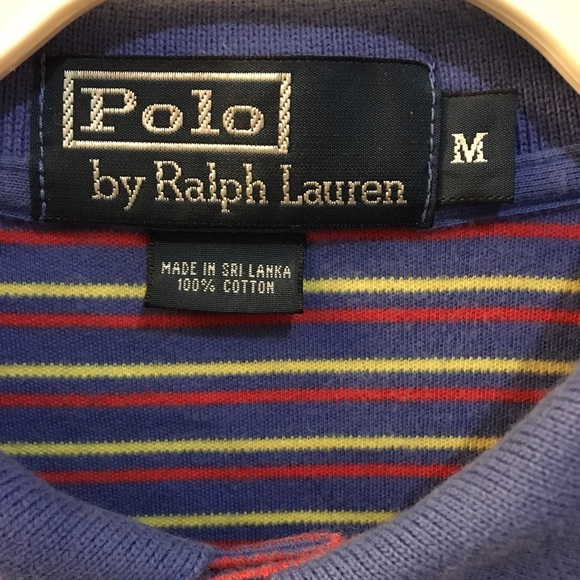 Polo
by Ralph Lauren
M
MADE IN SRI LANKA
100% COTTON